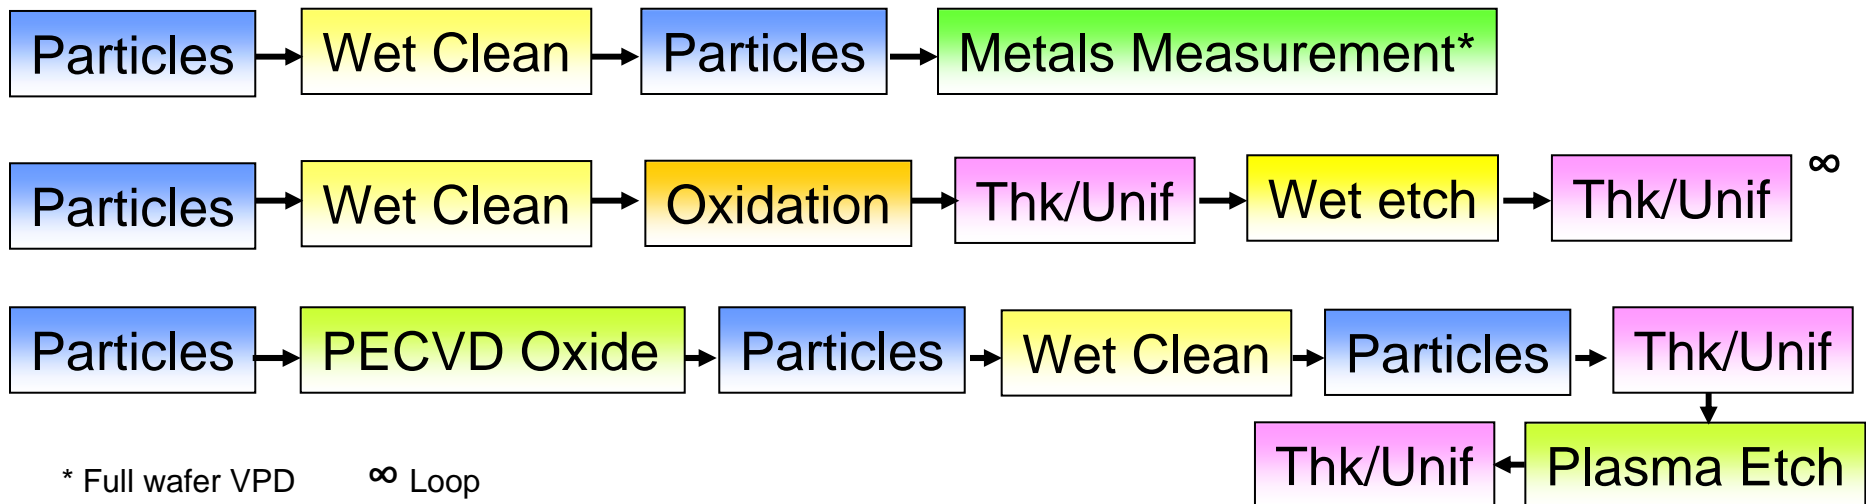 Particles Wet Clean Particles Metals Measurement*
Particles Wet Clean Oxidation Thk/Unif Wet etch Thk/Unif ∞
Particles PECVD Oxide Particles Wet Clean Particles Thk/Unif
Thk/Unif Plasma Etch
* Full wafer VPD ∞ Loop